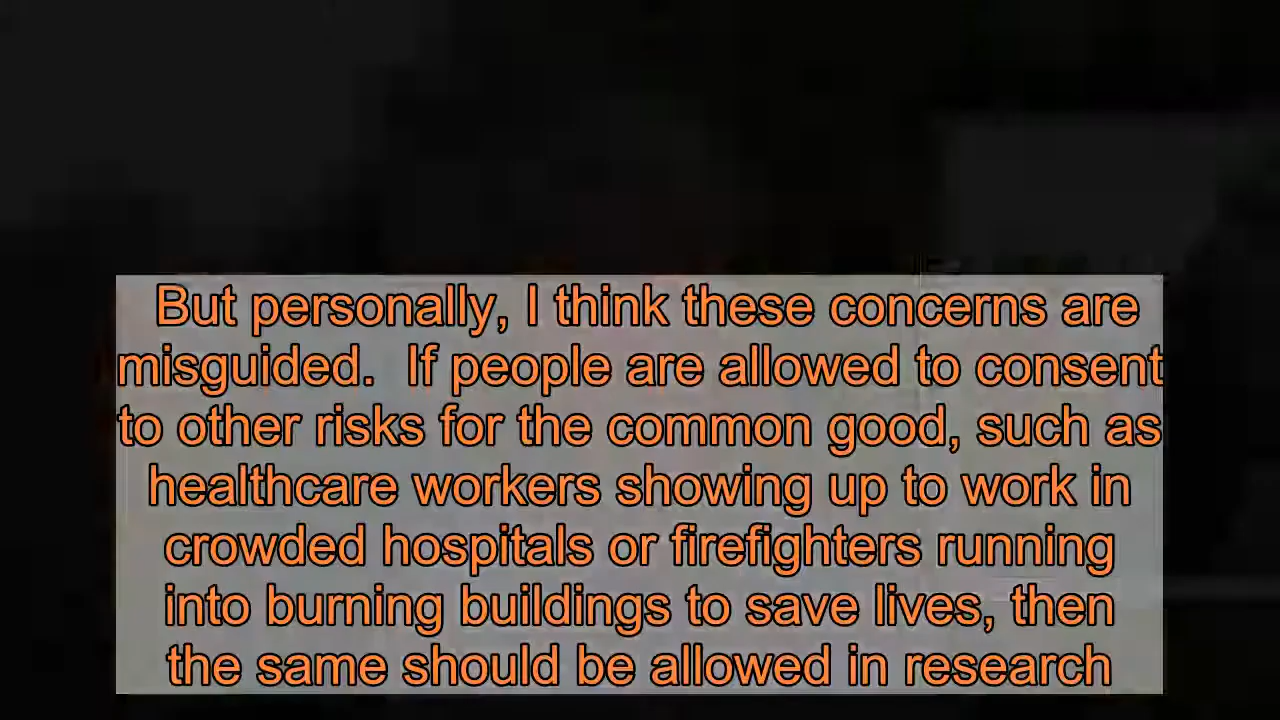 But personally, I think these concerns are
misguided.  If people are allowed to consent
to other risks for the common good, such as
healthcare workers showing up to work in
crowded hospitals or firefighters running
into burning buildings to save lives, then
the same should be allowed in research